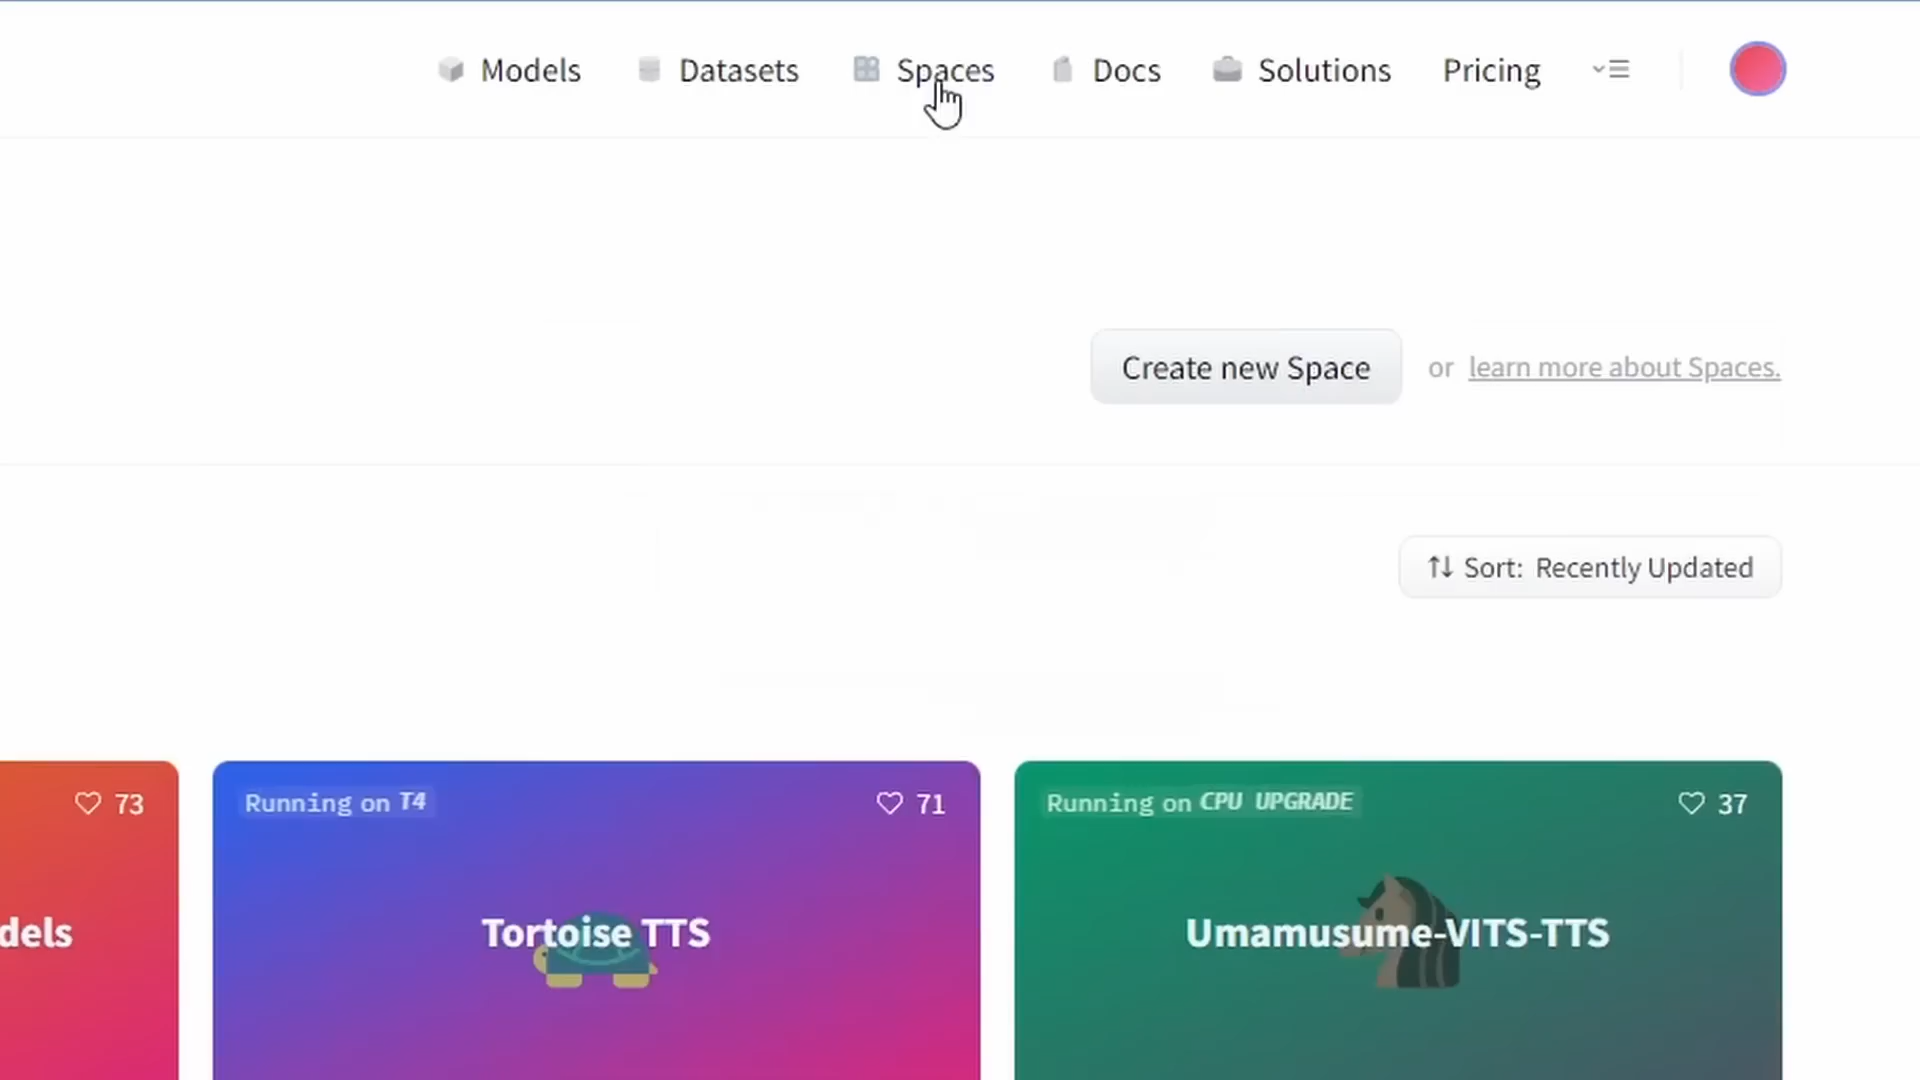 Models Datasets Spaces Docs Solutions Pricing
Create new Space or learn more about Spaces.
Sort: Recently Updated
73
dels
Running on T4 71
Tortoise TTS
Running on CPU UPGRADE 37
Umamusume-VITS-TTS